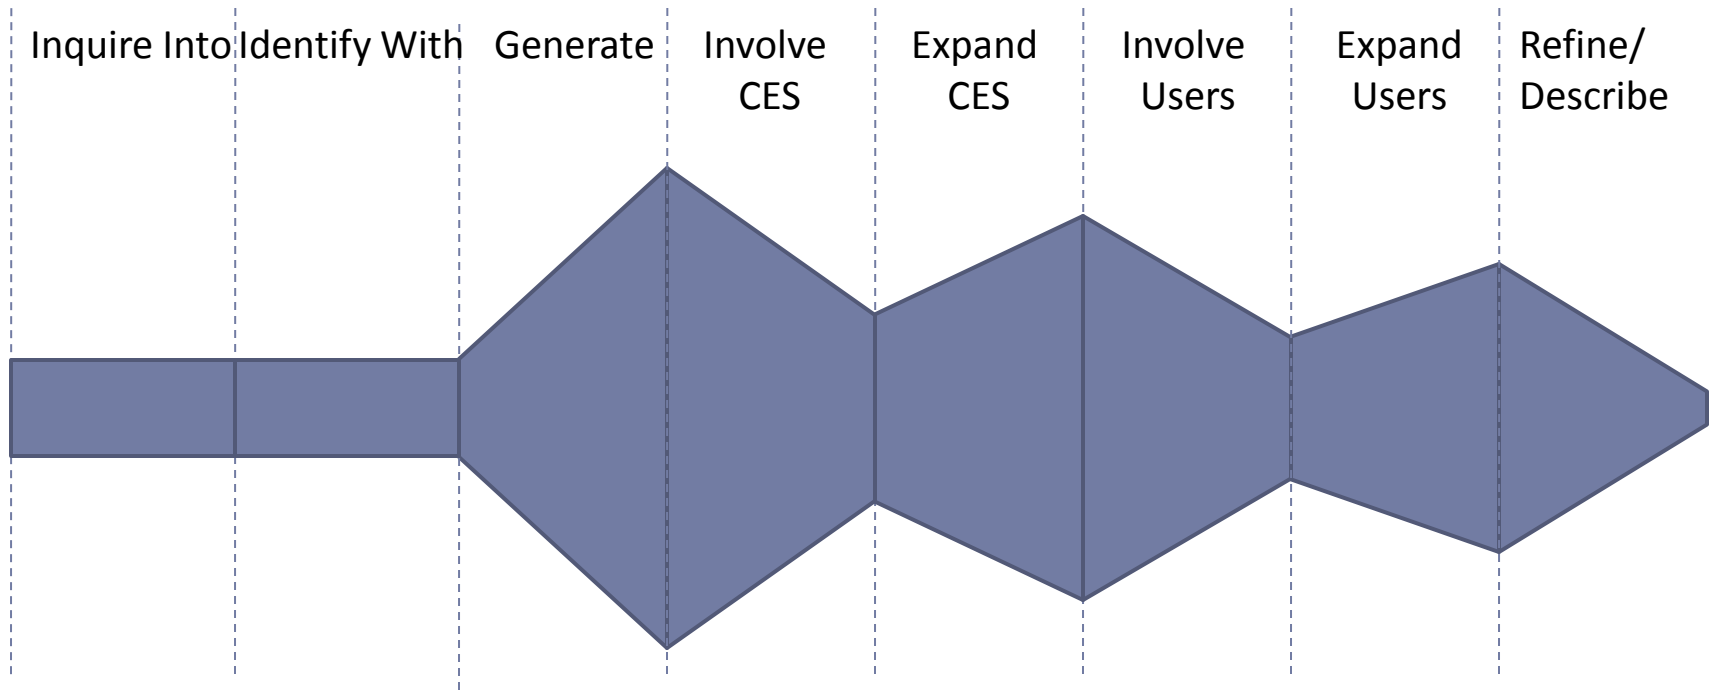 Inquire Into Identify With Generate Involve Expand Involve Expand Refine/
CES CES Users Users Describe